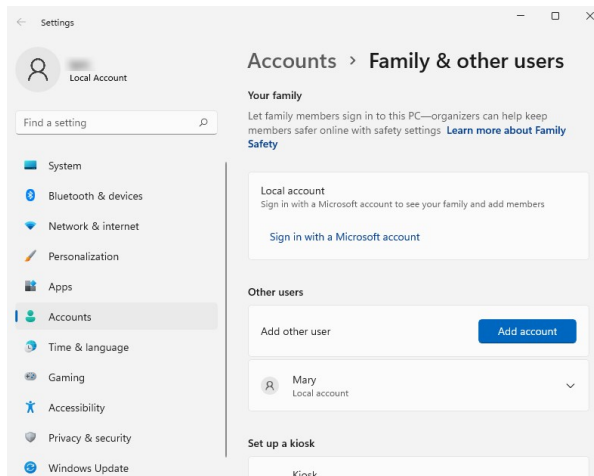 Settings
Local Account
Find a setting
System
Bluetooth & devices
Network & internet
Personalization
Apps
Accounts
Time & language
Gaming
Accessibility
Privacy & security
Windows Update
Accounts > Family & other users
Your family
Let family members sign in to this PC—organizers can help keep
members safer online with safety settings Learn more about Family
Safety
Local account
Sign in with a Microsoft account to see your family and add members
Sign in with a Microsoft account
Other users
Add other user
Add account
Mary
Local account
Set up a kiosk
Kiosk